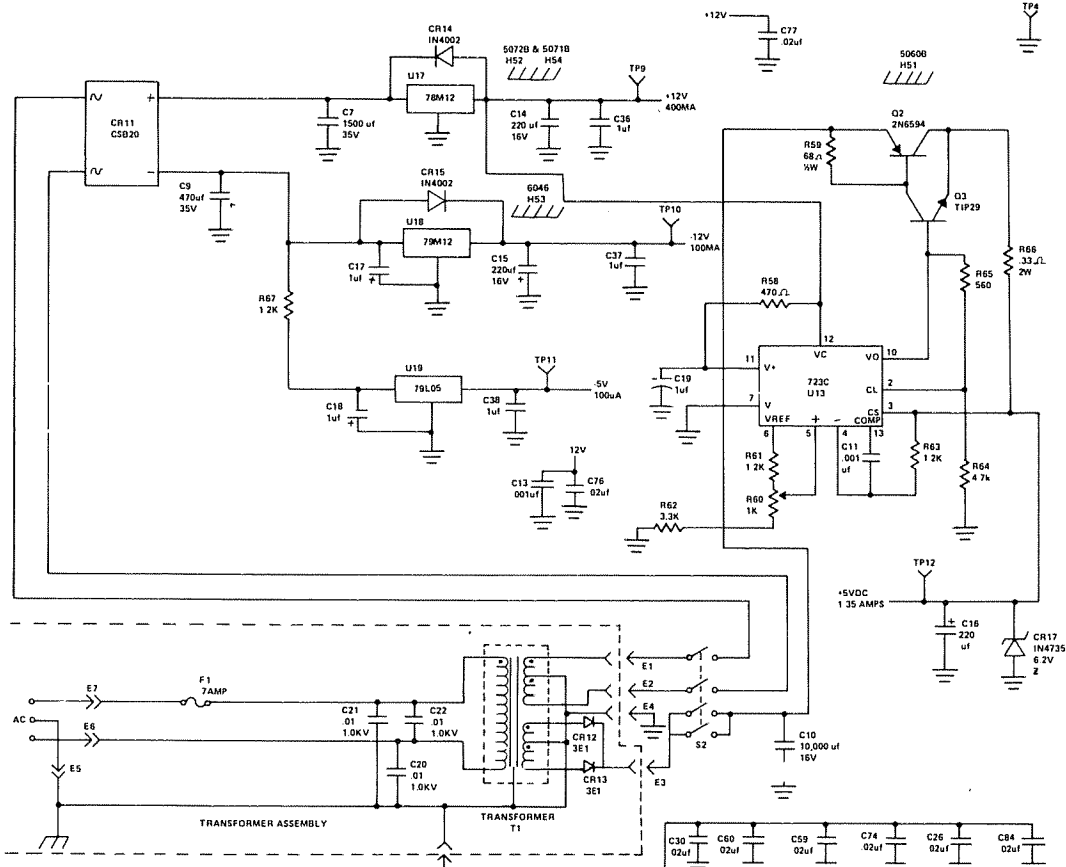 +12V
C77
.02uf
TP4
CR14
IN4002
5072B & 5071B
H52 H54
5060B
H51
U17
78M12
TP9
+12V
400MA
CR11
CSB20
+
−
C7
1500 uf
35V
C14
220 uf
16V
C36
1uf
Q2
2N6594
R59
68Ω
½W
Q3
TIP29
C9
470uf
35V
+
CR15
IN4002
6046
H53
U18
79M12
TP10
-12V
100MA
C17
1uf
+
C15
220uf
16V
+
C37
1uf
R66
.33Ω
2W
R65
560
R67
1 2K
R58
470Ω
12
VC
VO
10
11
V+
723C
U13
CL
2
7
V
CS
3
VREF
+
−
COMP
6
5
4
13
C19
1uf
U19
79L05
TP11
-5V
100uA
C18
1uf
+
C38
1uf
R61
1 2K
C11
.001
uf
R63
1 2K
R60
1K
R64
4 7k
12V
C13
001uf
C76
02uf
R62
3.3K
TP12
+5VDC
1 35 AMPS
+
C16
220
uf
CR17
IN4735
6.2V
Z
E1
E2
E4
E7
F1
7AMP
AC
E6
C21
.01
1.0KV
C22
.01
1.0KV
CR12
3E1
S2
C10
10,000 uf
16V
E5
C20
.01
1.0KV
CR13
3E1
E3
TRANSFORMER ASSEMBLY
TRANSFORMER
T1
C30
02uf
C60
02uf
C59
02uf
C74
02uf
C26
02uf
C84
02uf